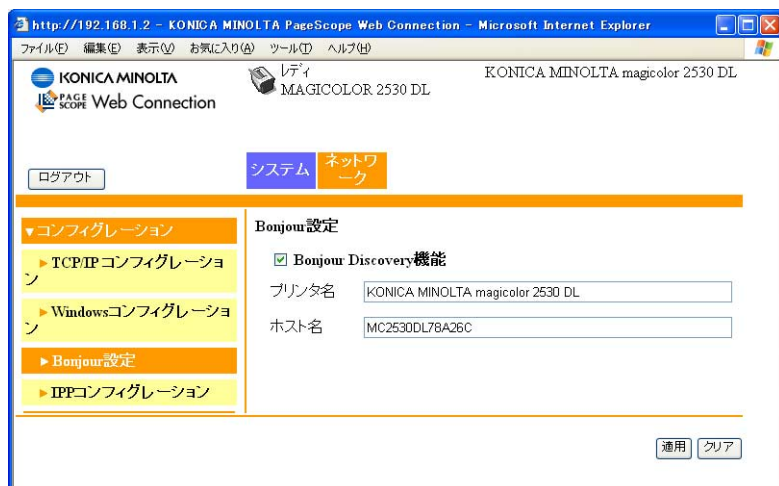 http://192.168.1.2 - KONICA MINOLTA PageScope Web Connection - Microsoft Internet Explorer
ファイル(F) 編集(E) 表示(V) お気に入り(A) ツール(T) ヘルプ(H)
KONICA MINOLTA
PAGE SCOPE Web Connection
レディ
MAGICOLOR 2530 DL
KONICA MINOLTA magicolor 2530 DL
ログアウト
システム
ネットワ
ーク
▼コンフィグレーション
▶TCP/IPコンフィグレーショ
ン
▶Windowsコンフィグレーショ
ン
▶Bonjour設定
▶IPPコンフィグレーション
Bonjour設定
Bonjour Discovery機能
プリンタ名 KONICA MINOLTA magicolor 2530 DL
ホスト名 MC2530DL78A26C
適用 クリア